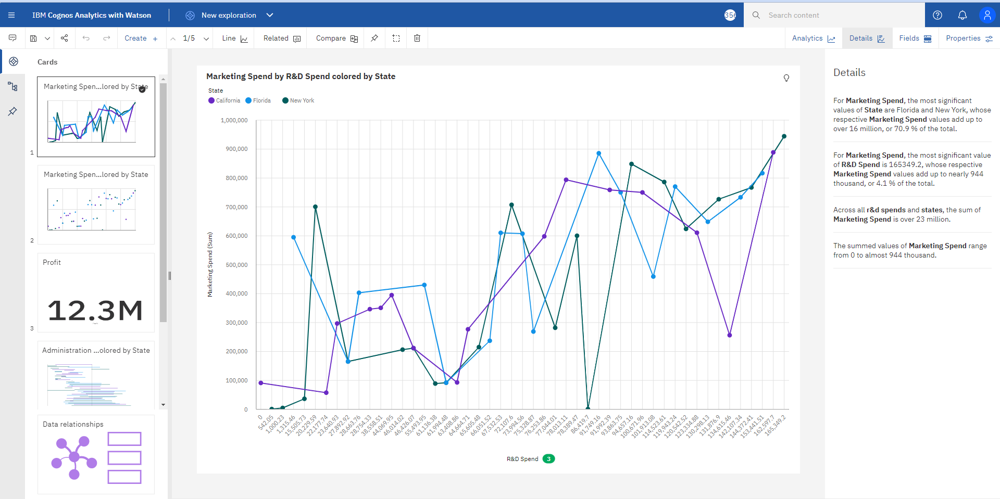 IBM Cognos Analytics with Watson
New exploration
356
Search content
Create +
1/5
Line
Related
Compare
Analytics
Details
Fields
Properties
Cards
Marketing Spen...lored by State
1
Marketing Spen...lored by State
2
Profit
12.3M
3
Administration ...olored by State
Data relationships
Marketing Spend by R&D Spend colored by State
State
California
Florida
New York
Marketing Spend (Sum)
1,000,000
900,000
800,000
700,000
600,000
500,000
400,000
300,000
200,000
100,000
0
0
542.05
1,000.23
1,315.46
15,505.73
20,229.59
22,177.74
23,640.93
27,892.92
28,663.76
28,754.33
38,558.51
44,069.95
46,014.02
46,426.07
55,493.95
61,136.38
61,994.48
63,408.86
64,664.71
65,605.48
66,051.52
67,532.53
72,107.6
73,994.56
75,328.87
76,253.86
77,044.01
78,013.11
78,389.47
86,419.7
91,749.16
91,992.39
93,863.75
94,657.16
100,671.96
101,913.08
114,523.61
119,943.24
120,542.52
123,334.88
130,298.13
131,876.9
134,615.46
142,107.34
144,372.41
153,441.51
162,597.7
165,349.2
R&D Spend
3
Details
For Marketing Spend, the most significant
values of State are Florida and New York, whose
respective Marketing Spend values add up to
over 16 million, or 70.9 % of the total.
For Marketing Spend, the most significant value
of R&D Spend is 165349.2, whose respective
Marketing Spend values add up to nearly 944
thousand, or 4.1 % of the total.
Across all r&d spends and states, the sum of
Marketing Spend is over 23 million.
The summed values of Marketing Spend range
from 0 to almost 944 thousand.